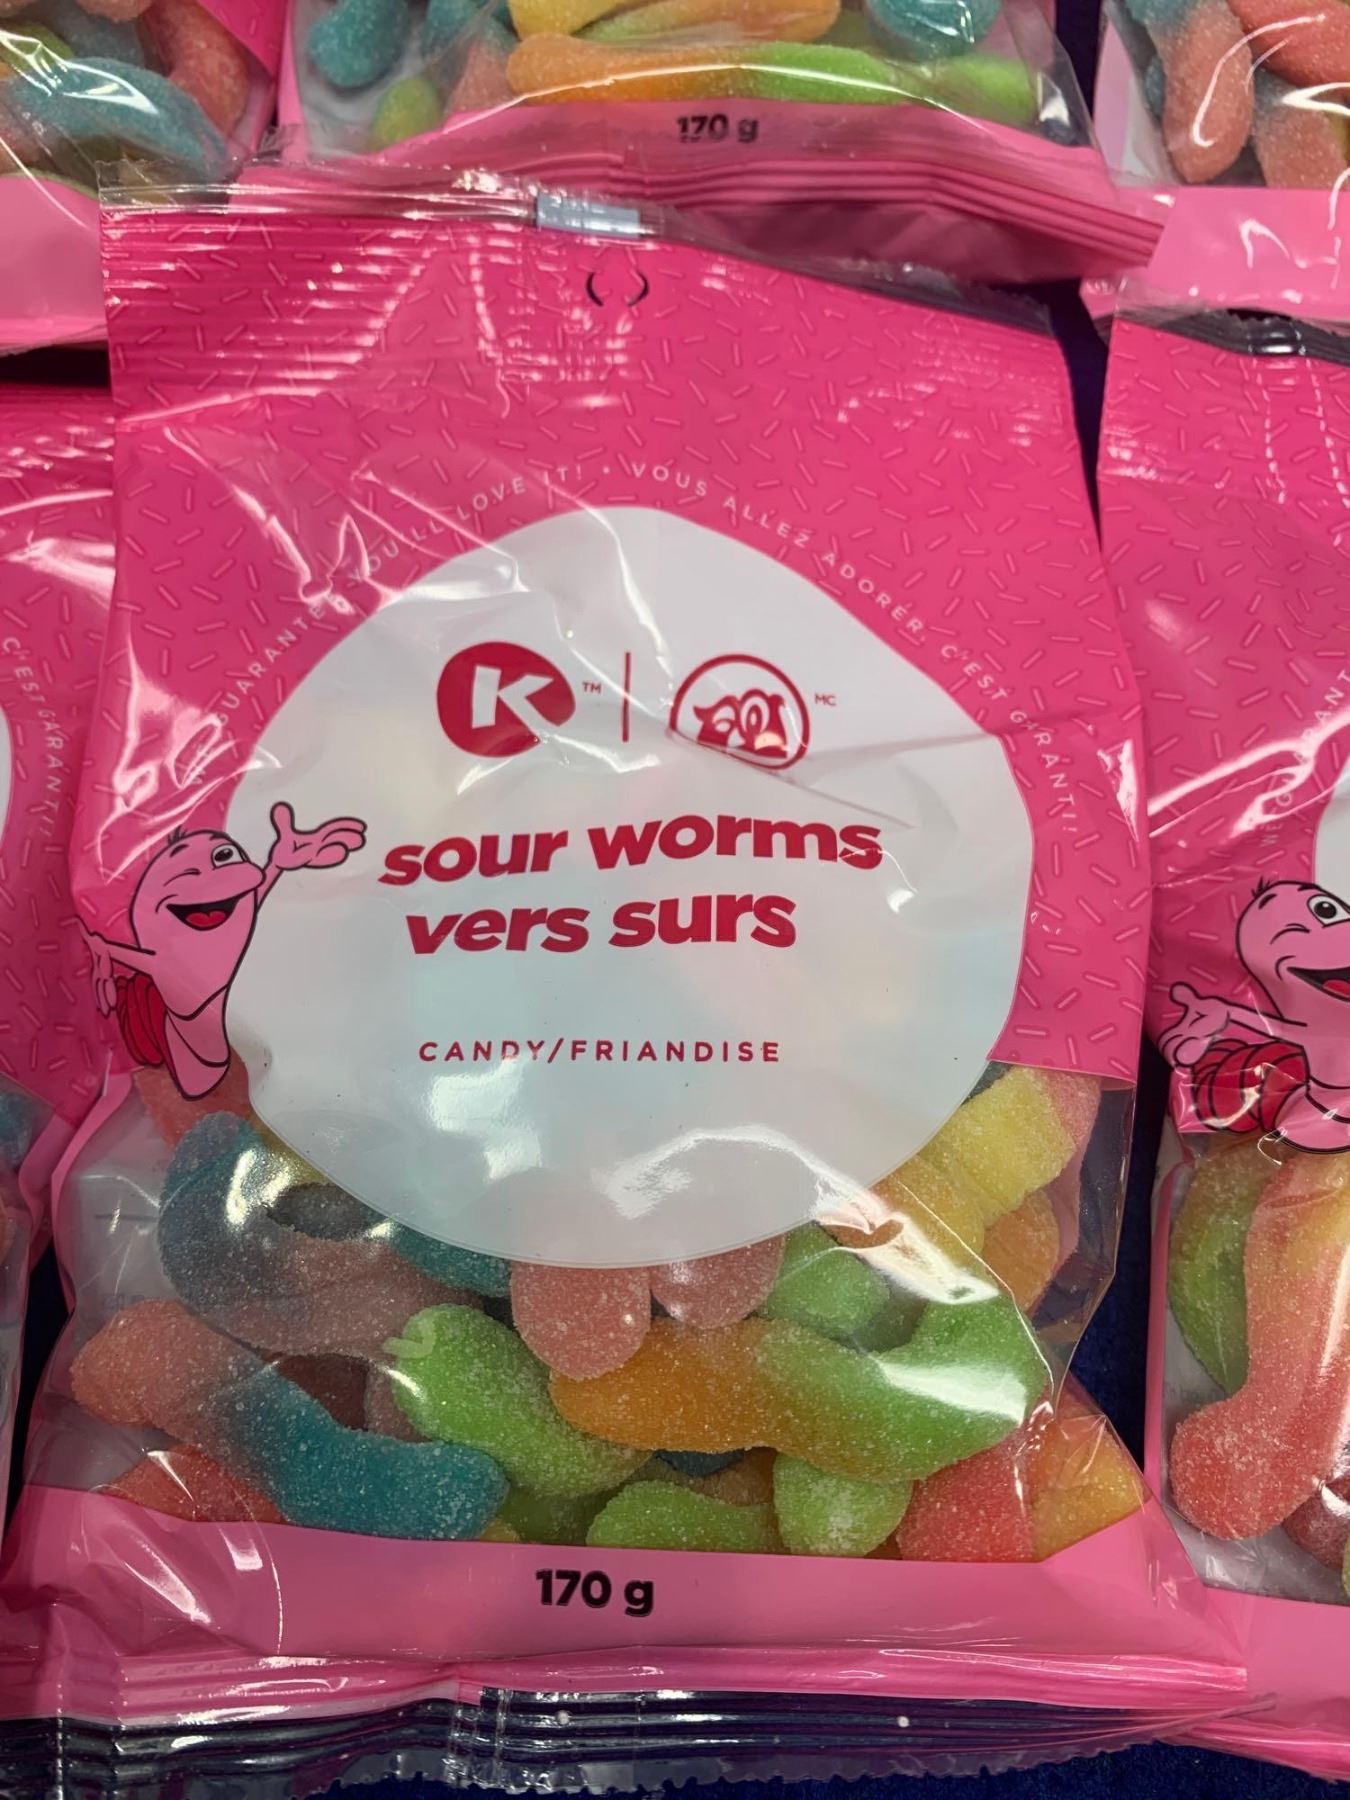 170 g
GUARANTE YOU'LL LOVE IT! • VOUS ALLEZ ADORER. C'EST GARANTI!
K TM | MC
sour worms
vers surs
CANDY/FRIANDISE
170 g
C'EST GARANTI!